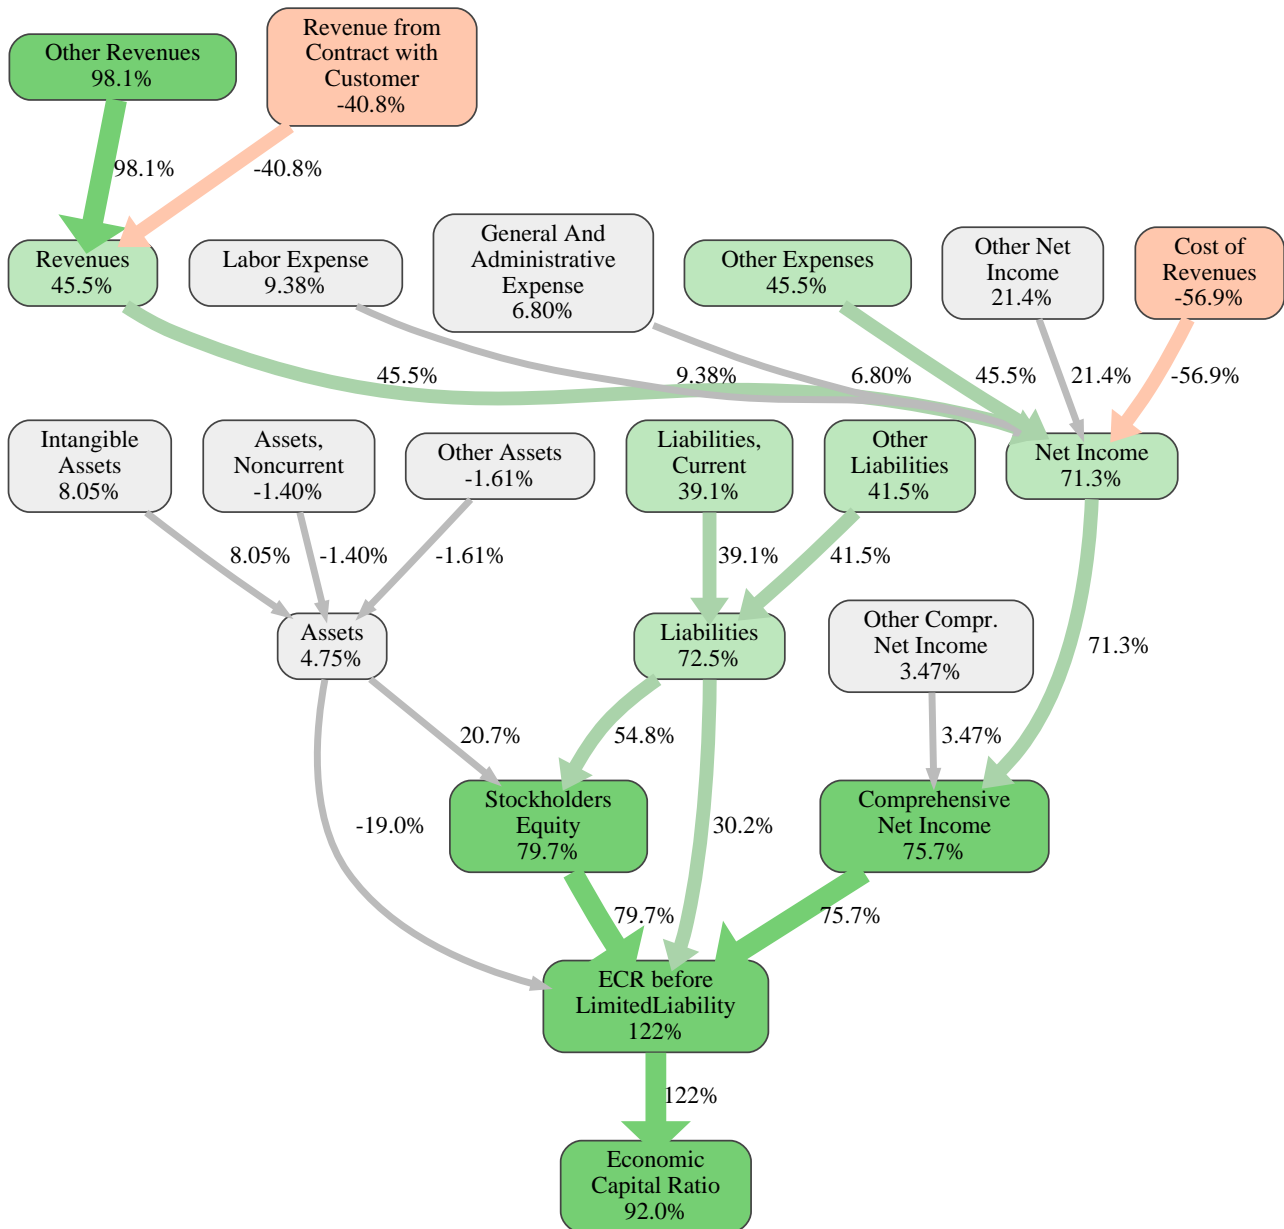 Other Revenues
98.1%
Revenue from
Contract with
Customer
-40.8%
98.1%
-40.8%
Revenues
45.5%
Labor Expense
9.38%
General And
Administrative
Expense
6.80%
Other Expenses
45.5%
Other Net
Income
21.4%
Cost of
Revenues
-56.9%
45.5%
9.38%
6.80%
45.5%
21.4%
-56.9%
Intangible
Assets
8.05%
Assets,
Noncurrent
-1.40%
Other Assets
-1.61%
Liabilities,
Current
39.1%
Other
Liabilities
41.5%
Net Income
71.3%
8.05%
-1.40%
-1.61%
39.1%
41.5%
Assets
4.75%
Liabilities
72.5%
Other Compr.
Net Income
3.47%
71.3%
20.7%
54.8%
3.47%
Stockholders
Equity
79.7%
Comprehensive
Net Income
75.7%
-19.0%
30.2%
79.7%
75.7%
ECR before
LimitedLiability
122%
122%
Economic
Capital Ratio
92.0%